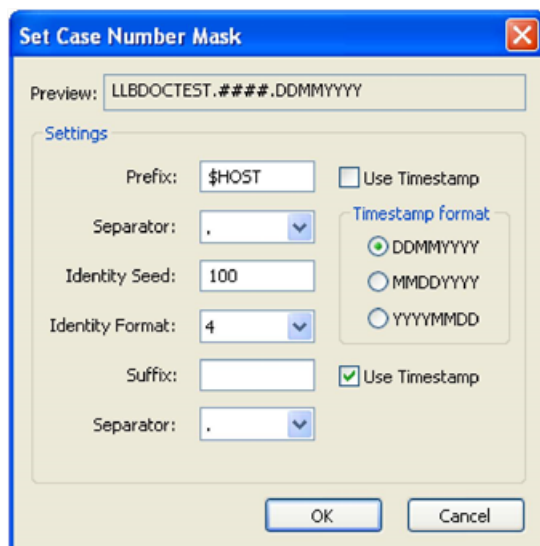 Set Case Number Mask
Preview: LLBDOCTEST.####.DDMMYYYY
Settings
Prefix: $HOST Use Timestamp
Separator: . Timestamp format
DDMMYYYY
Identity Seed: 100 MMDDYYYY
Identity Format: 4 YYYYMMDD
Suffix: Use Timestamp
Separator: .
OK Cancel